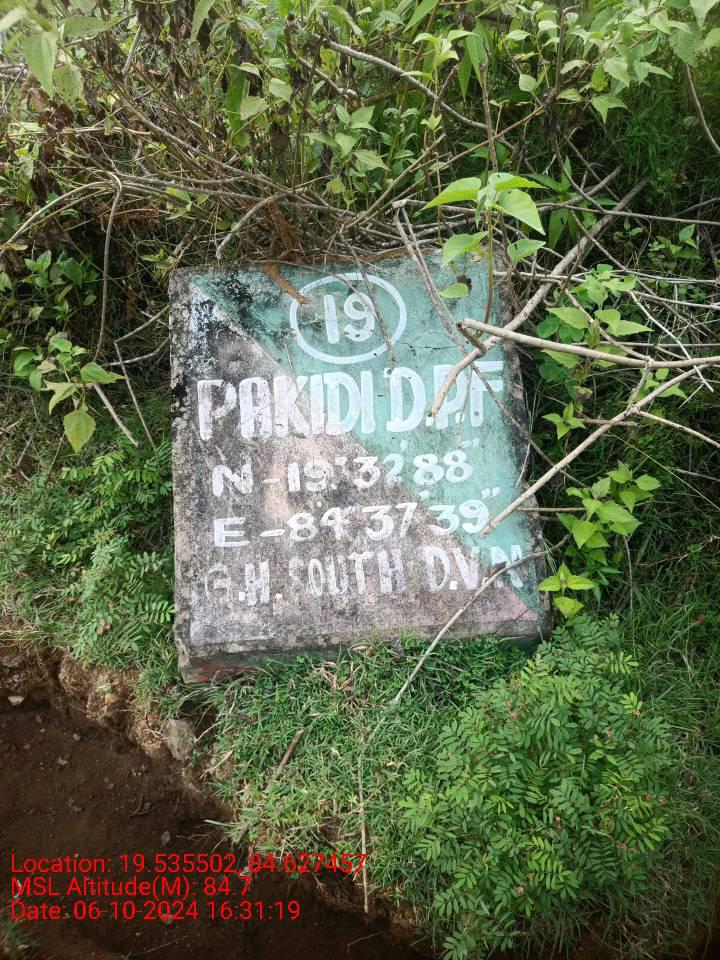 19
PAKIDI D.P.F
N-19°32'88"
E-84°37'39"
G.H. SOUTH D.V.N
Location: 19.535502, 84.627457
MSL Altitude(M): 84.7
Date: 06-10-2024 16:31:19